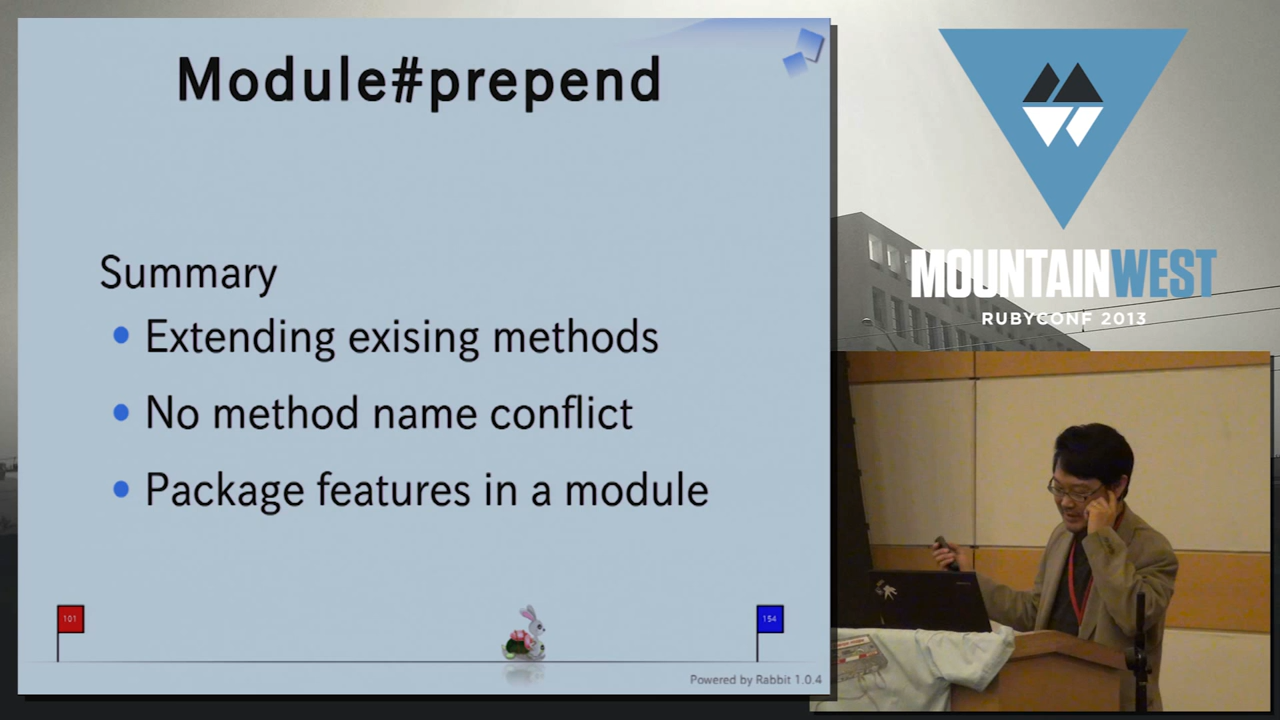 Module#prepend
Summary
Extending exising methods
No method name conflict
Package features in a module
101
154
Powered by Rabbit 1.0.4
MOUNTAINWEST
RUBYCONF 2013